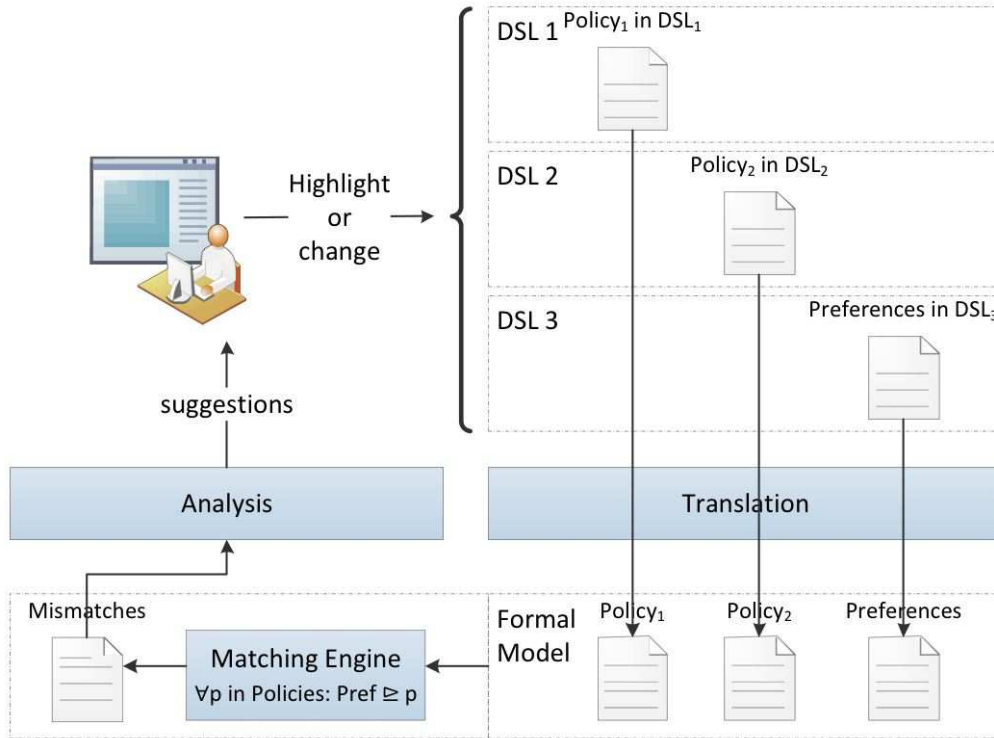 DSL 1
Policy₁ in DSL₁
DSL 2
Policy₂ in DSL₂
DSL 3
Preferences in DSL₃
Highlight
or
change
suggestions
Analysis
Translation
Mismatches
Matching Engine
∀p in Policies: Pref ⊵ p
Formal
Model
Policy₁
Policy₂
Preferences